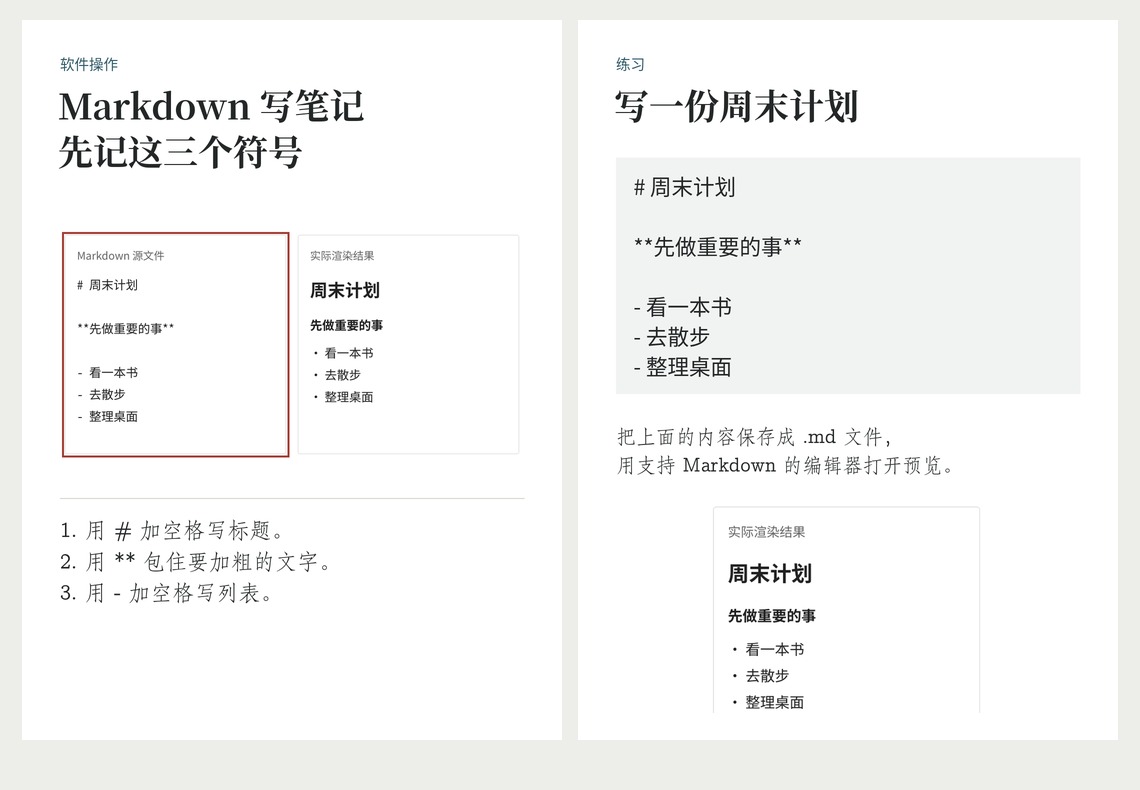 软件操作
Markdown 写笔记
先记这三个符号
Markdown 源文件
# 周末计划
**先做重要的事**
- 看一本书
- 去散步
- 整理桌面
实际渲染结果
周末计划
先做重要的事
• 看一本书
• 去散步
• 整理桌面
1. 用 # 加空格写标题。
2. 用 ** 包住要加粗的文字。
3. 用 - 加空格写列表。
练习
写一份周末计划
# 周末计划
**先做重要的事**
- 看一本书
- 去散步
- 整理桌面
把上面的内容保存成 .md 文件，
用支持 Markdown 的编辑器打开预览。
实际渲染结果
周末计划
先做重要的事
• 看一本书
• 去散步
• 整理桌面